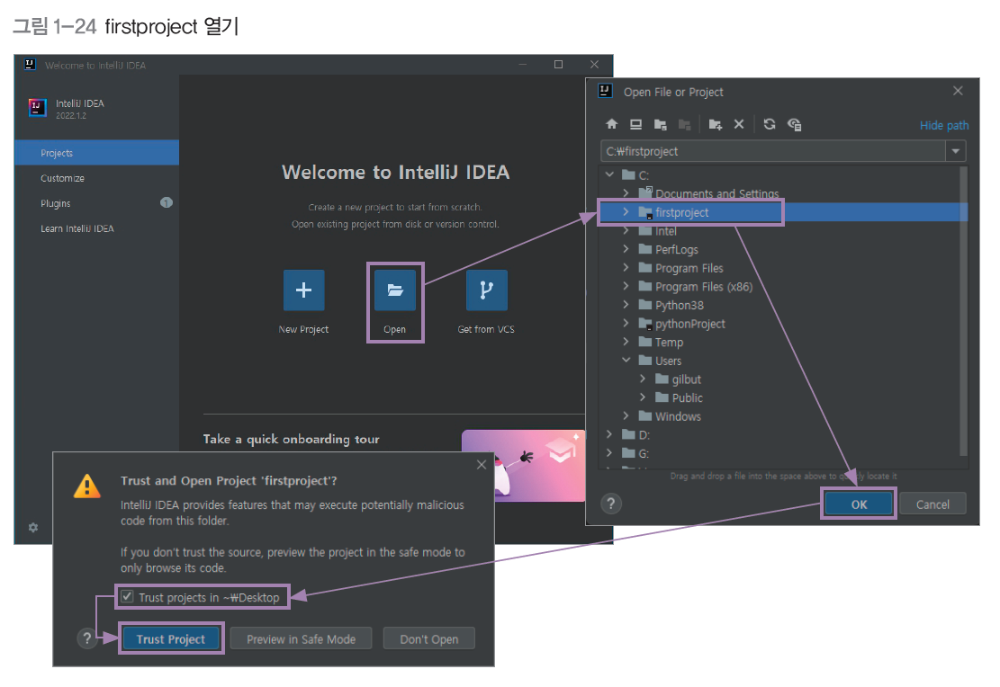 그림 1-24 firstproject 열기
Welcome to IntelliJ IDEA
IntelliJ IDEA
2022.1.2
Projects
Customize
Plugins 1
Learn IntelliJ IDEA
Welcome to IntelliJ IDEA
Create a new project to start from scratch.
Open existing project from disk or version control.
New Project
Open
Get from VCS
Take a quick onboarding tour
Open File or Project
Hide path
C:₩firstproject
C:
Documents and Settings
firstproject
Intel
PerfLogs
Program Files
Program Files (x86)
Python38
pythonProject
Temp
Users
gilbut
Public
Windows
D:
G:
Drag and drop a file into the space above to quickly locate it
?
OK
Cancel
Trust and Open Project 'firstproject'?
IntelliJ IDEA provides features that may execute potentially malicious
code from this folder.
If you don't trust the source, preview the project in the safe mode to
only browse its code.
Trust projects in ~₩Desktop
?
Trust Project
Preview in Safe Mode
Don't Open